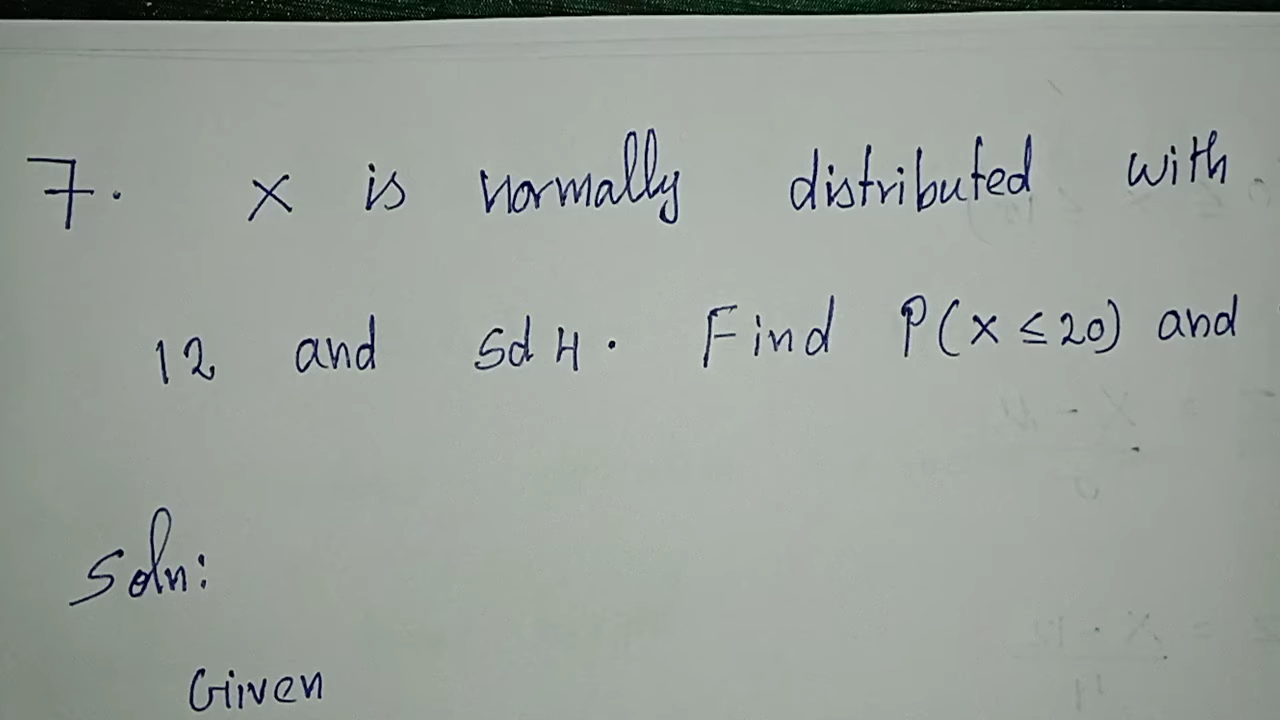 7. X is normally distributed with
12 and sd 4. Find P(X ≤ 20) and
Soln:
Given